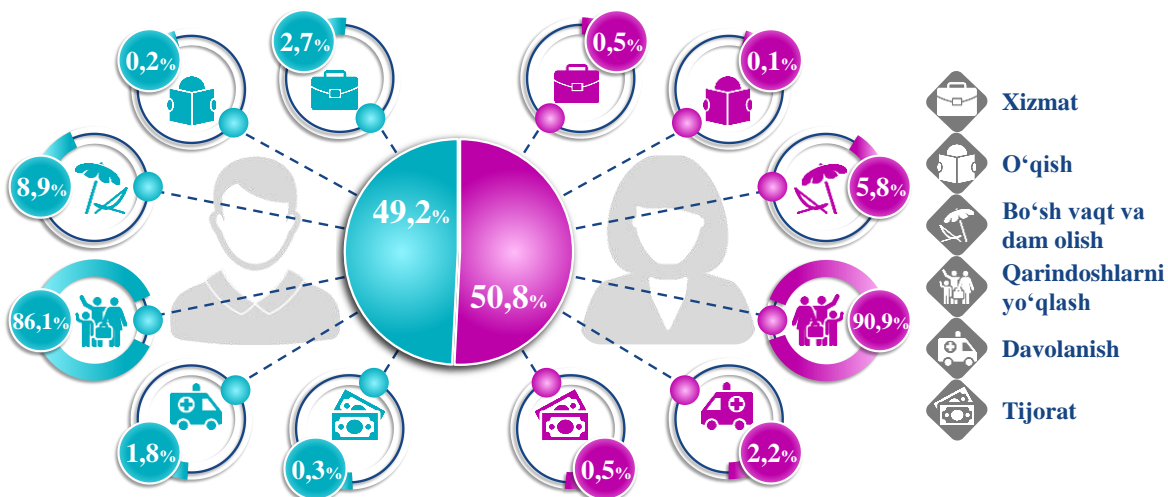 0,2%
2,7%
0,5%
0,1%
8,9%
49,2%
50,8%
5,8%
86,1%
90,9%
1,8%
0,3%
0,5%
2,2%
Xizmat
O‘qish
Bo‘sh vaqt va
dam olish
Qarindoshlarni
yo‘qlash
Davolanish
Tijorat